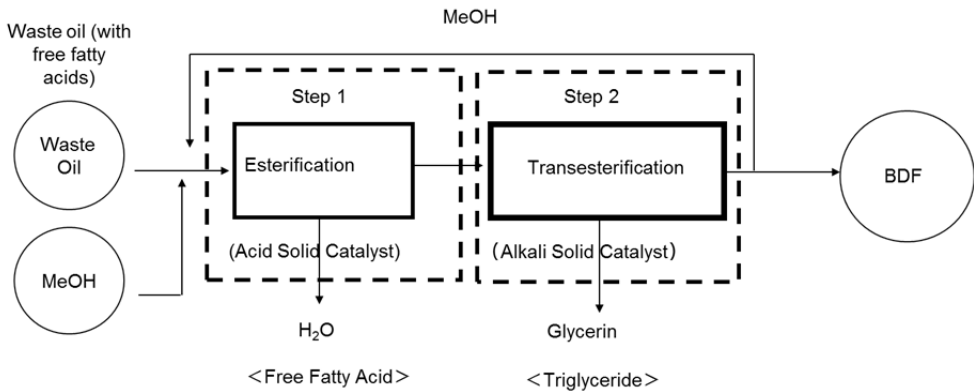 MeOH
Waste oil (with
free fatty
acids)
Step 1
Step 2
Waste
Oil
Esterification
Transesterification
BDF
(Acid Solid Catalyst)
(Alkali Solid Catalyst)
MeOH
H₂O
Glycerin
＜Free Fatty Acid＞
＜Triglyceride＞